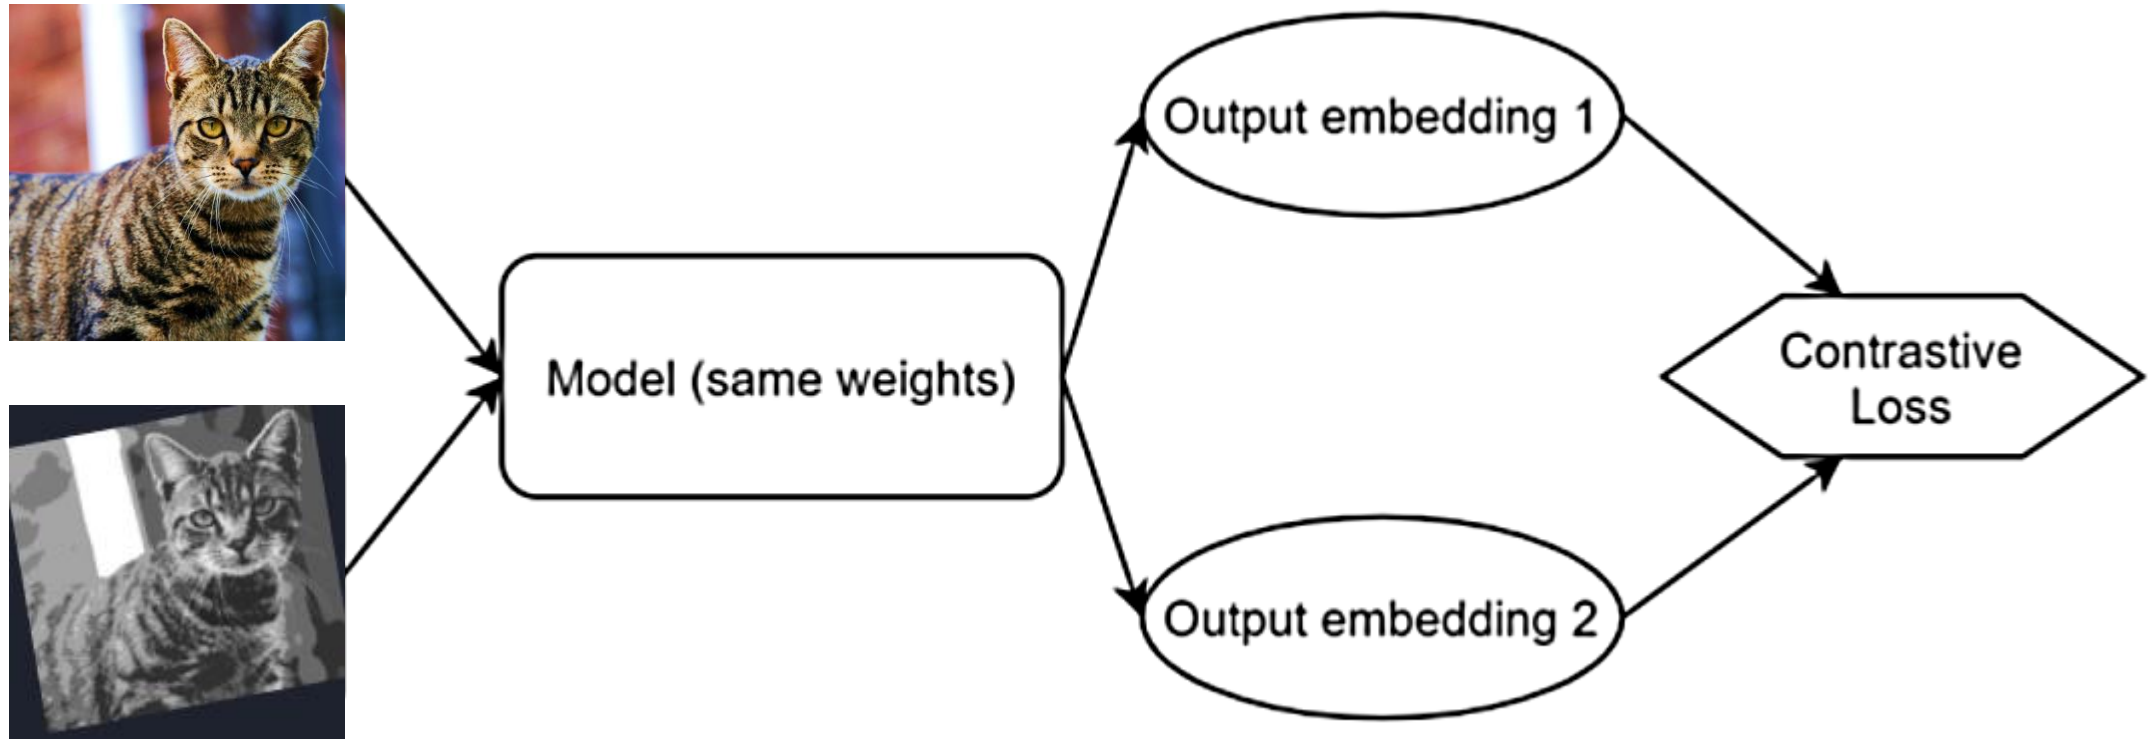 Output embedding 1
Model (same weights)
Contrastive
Loss
Output embedding 2